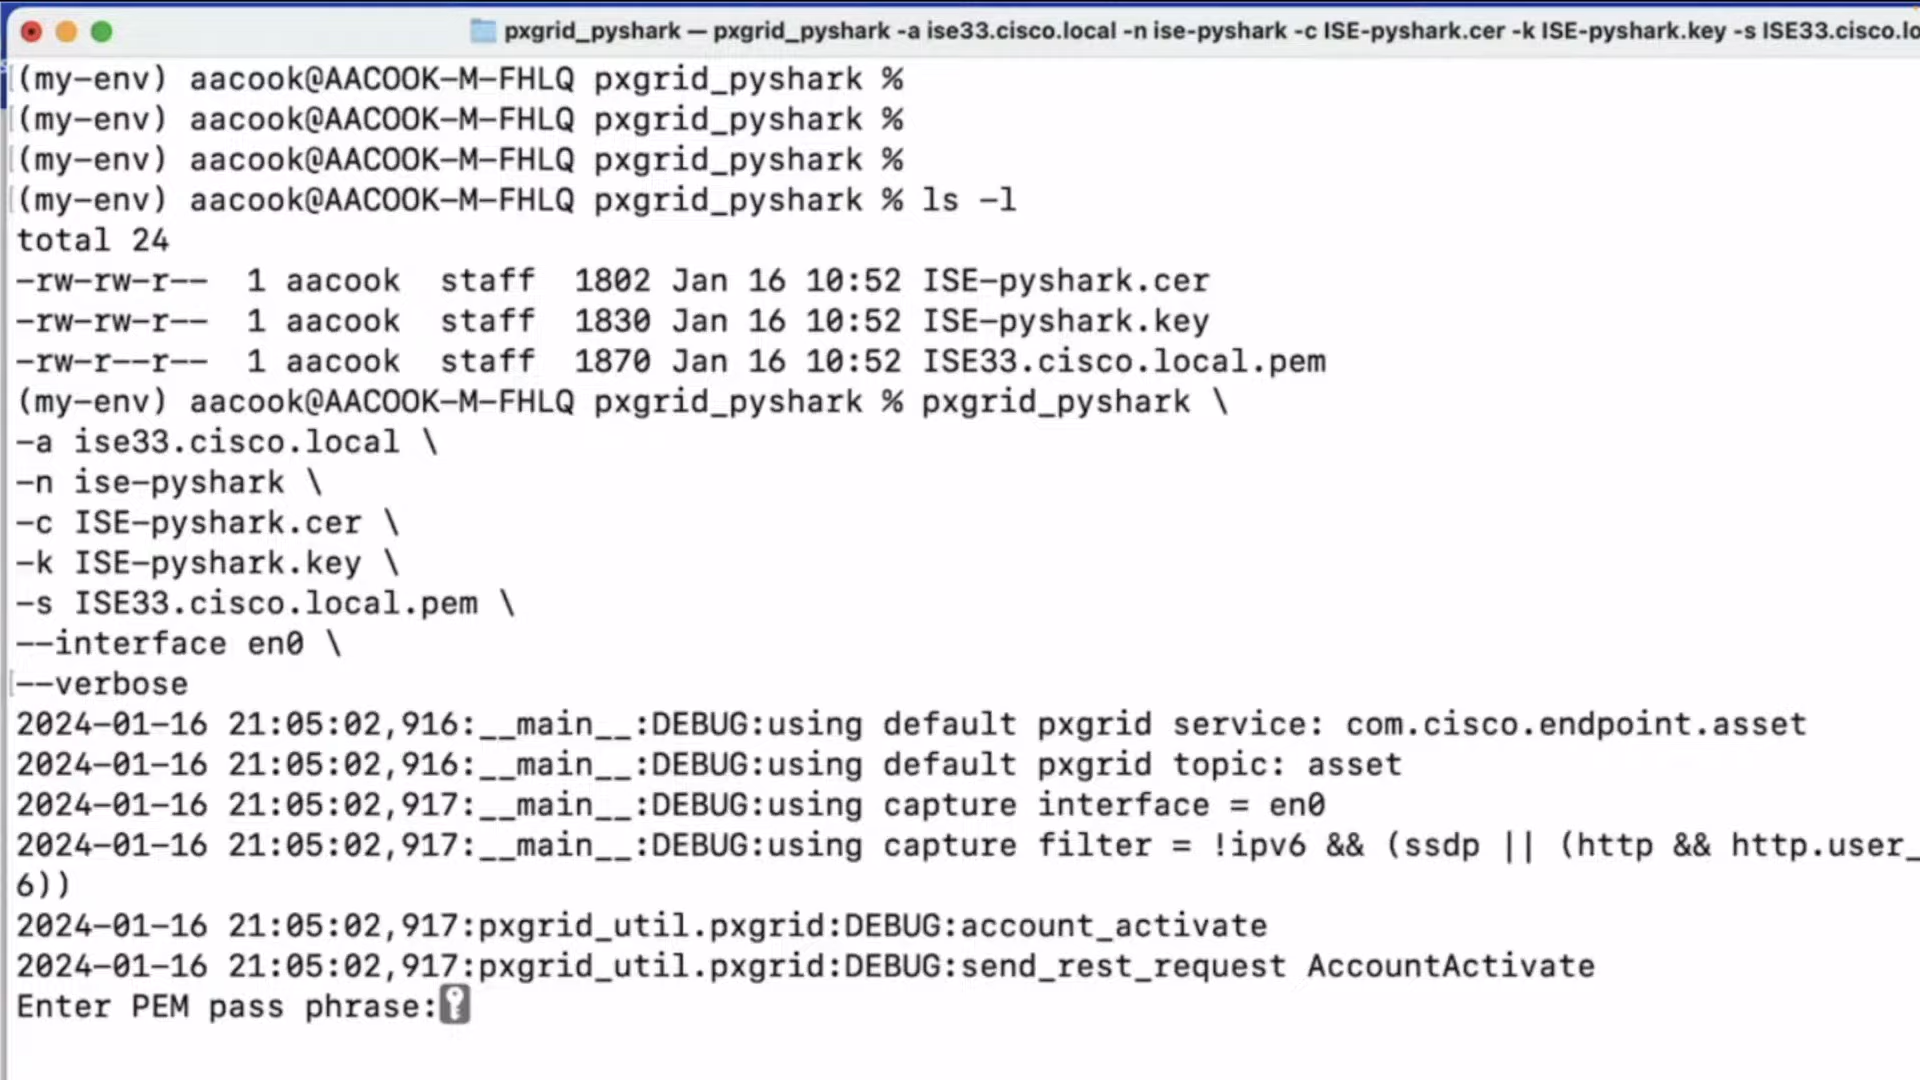 pxgrid_pyshark — pxgrid_pyshark -a ise33.cisco.local -n ise-pyshark -c ISE-pyshark.cer -k ISE-pyshark.key -s ISE33.cisco.lo
(my-env) aacook@AACOOK-M-FHLQ pxgrid_pyshark %
(my-env) aacook@AACOOK-M-FHLQ pxgrid_pyshark %
(my-env) aacook@AACOOK-M-FHLQ pxgrid_pyshark %
(my-env) aacook@AACOOK-M-FHLQ pxgrid_pyshark % ls -l
total 24
-rw-rw-r--  1 aacook  staff  1802 Jan 16 10:52 ISE-pyshark.cer
-rw-rw-r--  1 aacook  staff  1830 Jan 16 10:52 ISE-pyshark.key
-rw-r--r--  1 aacook  staff  1870 Jan 16 10:52 ISE33.cisco.local.pem
(my-env) aacook@AACOOK-M-FHLQ pxgrid_pyshark % pxgrid_pyshark \
-a ise33.cisco.local \
-n ise-pyshark \
-c ISE-pyshark.cer \
-k ISE-pyshark.key \
-s ISE33.cisco.local.pem \
--interface en0 \
--verbose
2024-01-16 21:05:02,916:__main__:DEBUG:using default pxgrid service: com.cisco.endpoint.asset
2024-01-16 21:05:02,916:__main__:DEBUG:using default pxgrid topic: asset
2024-01-16 21:05:02,917:__main__:DEBUG:using capture interface = en0
2024-01-16 21:05:02,917:__main__:DEBUG:using capture filter = !ipv6 && (ssdp || (http && http.user_
6))
2024-01-16 21:05:02,917:pxgrid_util.pxgrid:DEBUG:account_activate
2024-01-16 21:05:02,917:pxgrid_util.pxgrid:DEBUG:send_rest_request AccountActivate
Enter PEM pass phrase: